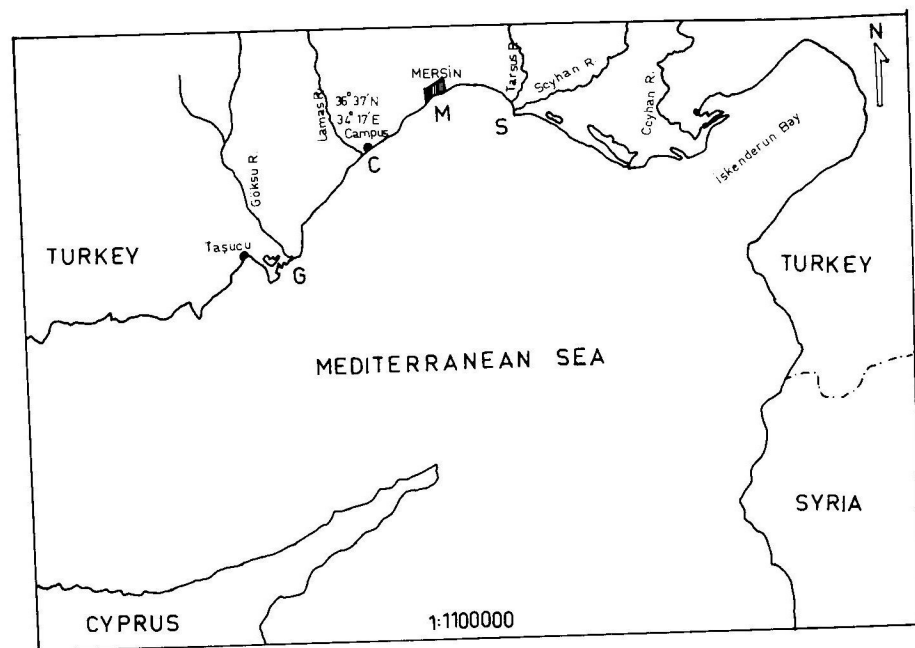 N
MERSİN
Tarsus R.
Seyhan R.
Ceyhan R.
Lamas R.
36° 37'N
34° 17'E
Campus
M
S
C
İskenderun Bay
Göksu R.
Taşucu
TURKEY
G
TURKEY
MEDITERRANEAN SEA
SYRIA
CYPRUS
1:1100000